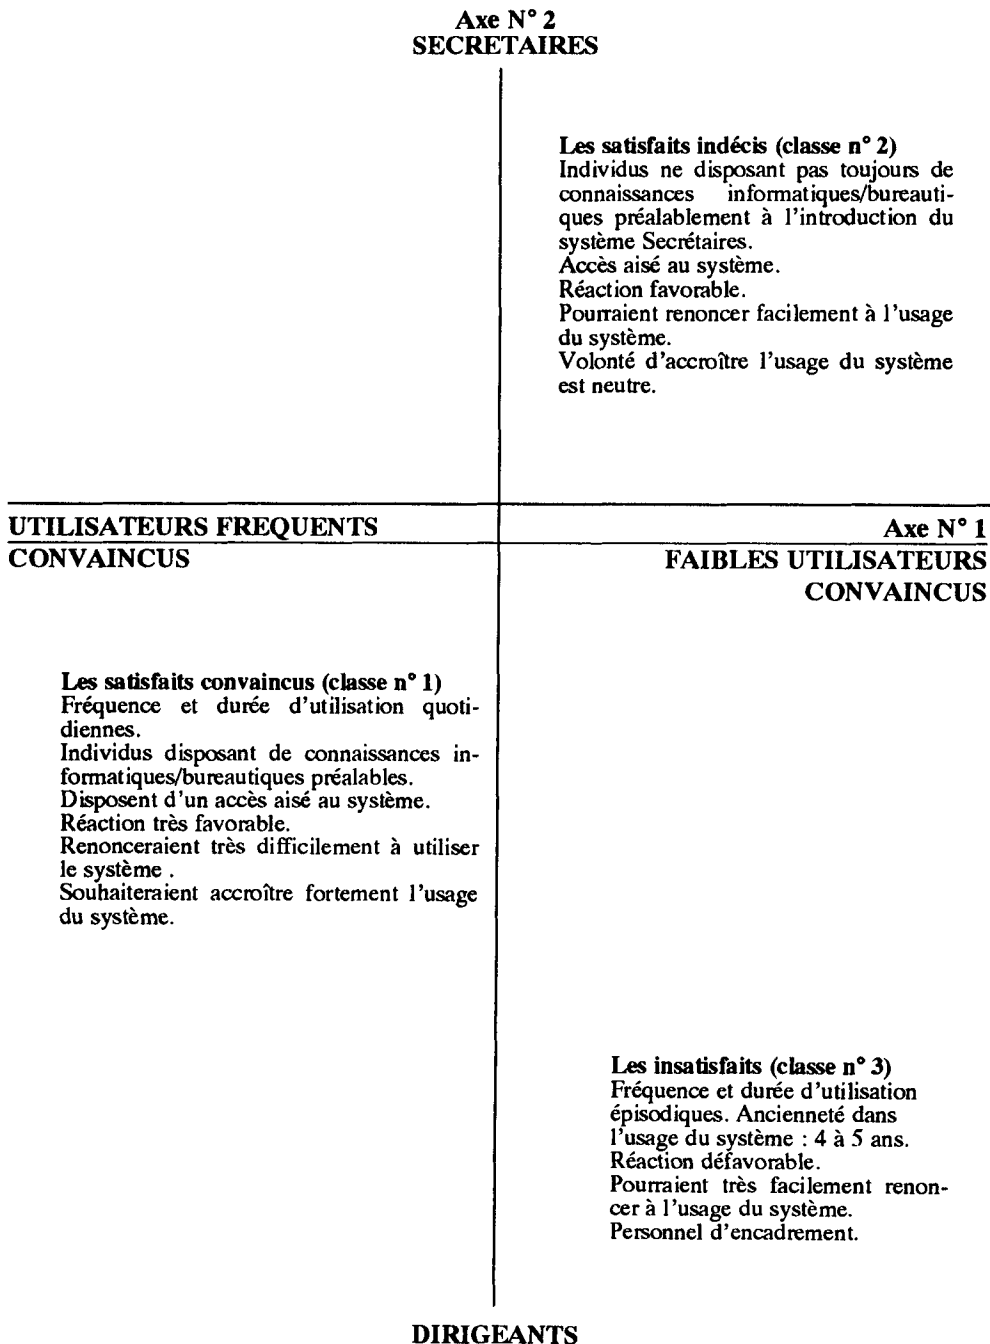 Axe N° 2
SECRETAIRES
Les satisfaits indécis (classe n° 2)
Individus ne disposant pas toujours de
connaissances informatiques/bureauti-
ques préalablement à l'introduction du
système Secrétaires.
Accès aisé au système.
Réaction favorable.
Pourraient renoncer facilement à l'usage
du système.
Volonté d'accroître l'usage du système
est neutre.
UTILISATEURS FREQUENTS
CONVAINCUS
Axe N° 1
FAIBLES UTILISATEURS
CONVAINCUS
Les satisfaits convaincus (classe n° 1)
Fréquence et durée d'utilisation quoti-
diennes.
Individus disposant de connaissances in-
formatiques/bureautiques préalables.
Disposent d'un accès aisé au système.
Réaction très favorable.
Renonceraient très difficilement à utiliser
le système .
Souhaiteraient accroître fortement l'usage
du système.
Les insatisfaits (classe n° 3)
Fréquence et durée d'utilisation
épisodiques. Ancienneté dans
l'usage du système : 4 à 5 ans.
Réaction défavorable.
Pourraient très facilement renon-
cer à l'usage du système.
Personnel d'encadrement.
DIRIGEANTS